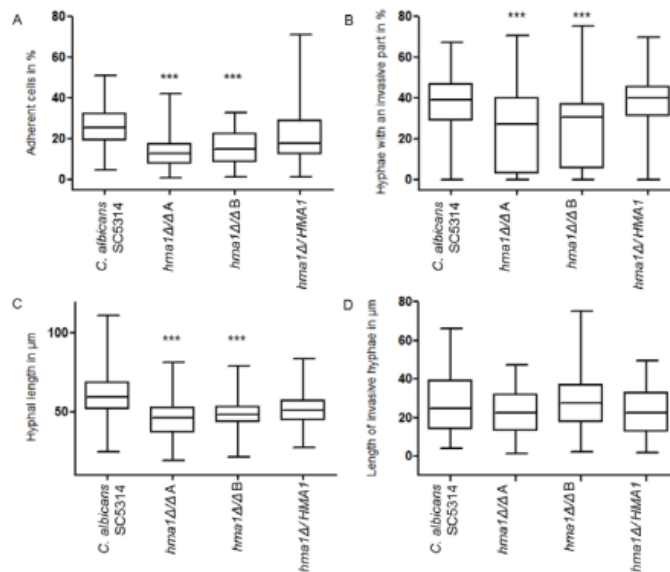 A
Adherent cells in %
80
60
40
20
0
***
***
C. albicans
SC5314
hma1Δ/Δ A
hma1Δ/Δ B
hma1Δ/HMA1
B
Hyphae with an invasive part in %
80
60
40
20
0
***
***
C. albicans
SC5314
hma1Δ/Δ A
hma1Δ/Δ B
hma1Δ/HMA1
C
Hyphal length in µm
100
50
***
***
C. albicans
SC5314
hma1Δ/Δ A
hma1Δ/Δ B
hma1Δ/HMA1
D
Length of invasive hyphae in µm
80
60
40
20
0
C. albicans
SC5314
hma1Δ/Δ A
hma1Δ/Δ B
hma1Δ/HMA1